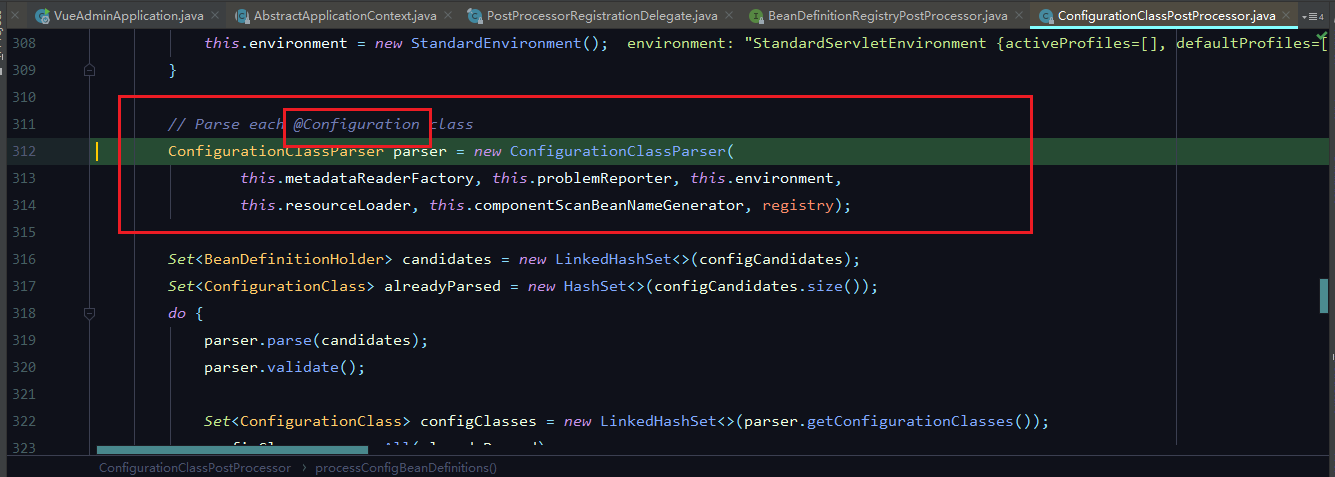 VueAdminApplication.java AbstractApplicationContext.java PostProcessorRegistrationDelegate.java BeanDefinitionRegistryPostProcessor.java ConfigurationClassPostProcessor.java 4
308 this.environment = new StandardEnvironment(); environment: "StandardServletEnvironment {activeProfiles=[], defaultProfiles=[
309 }
310
311 // Parse each @Configuration class
312 ConfigurationClassParser parser = new ConfigurationClassParser(
313 this.metadataReaderFactory, this.problemReporter, this.environment,
314 this.resourceLoader, this.componentScanBeanNameGenerator, registry);
315
316 Set<BeanDefinitionHolder> candidates = new LinkedHashSet<>(configCandidates);
317 Set<ConfigurationClass> alreadyParsed = new HashSet<>(configCandidates.size());
318 do {
319 parser.parse(candidates);
320 parser.validate();
321
322 Set<ConfigurationClass> configClasses = new LinkedHashSet<>(parser.getConfigurationClasses());
323
ConfigurationClassPostProcessor › processConfigBeanDefinitions()